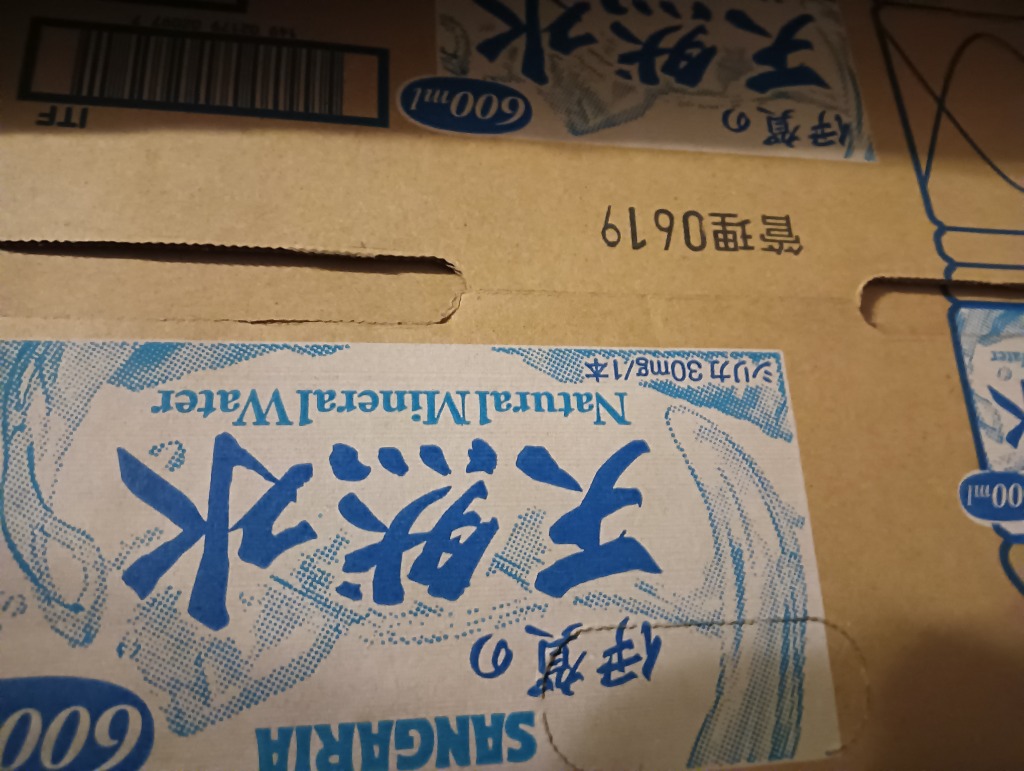 SANGARIA
600
伊賀の
天然水
Natural Mineral Water
シリカ30mg/1本
管理0619
伊賀の
天然水
600ml
ITF
00ml